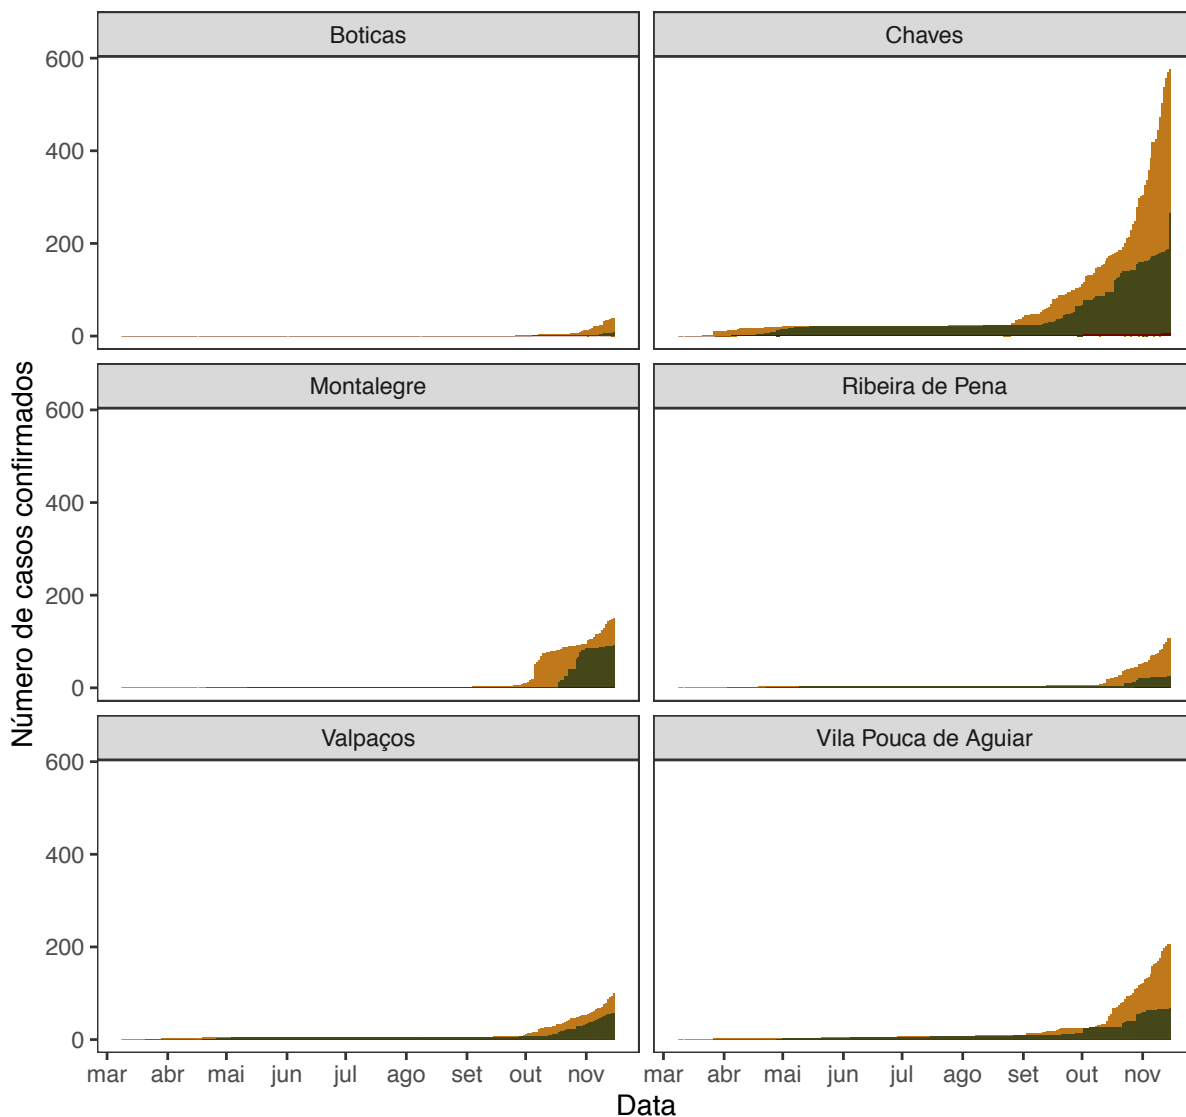 Boticas
Chaves
600
400
200
0
Montalegre
Ribeira de Pena
600
400
200
0
Valpaços
Vila Pouca de Aguiar
600
400
200
0
mar abr mai jun jul ago set out nov
mar abr mai jun jul ago set out nov
Data
Número de casos confirmados